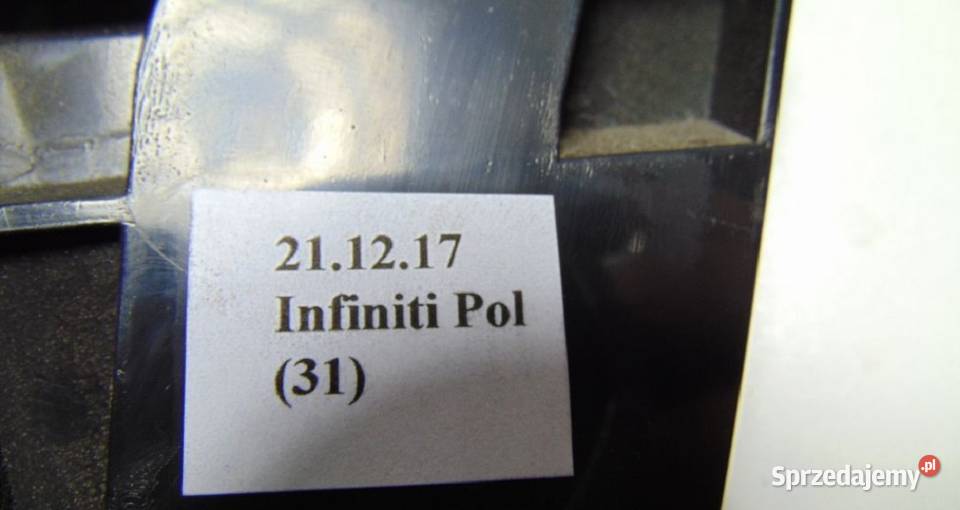 21.12.17
Infiniti Pol
(31)
Sprzedajemy.pl